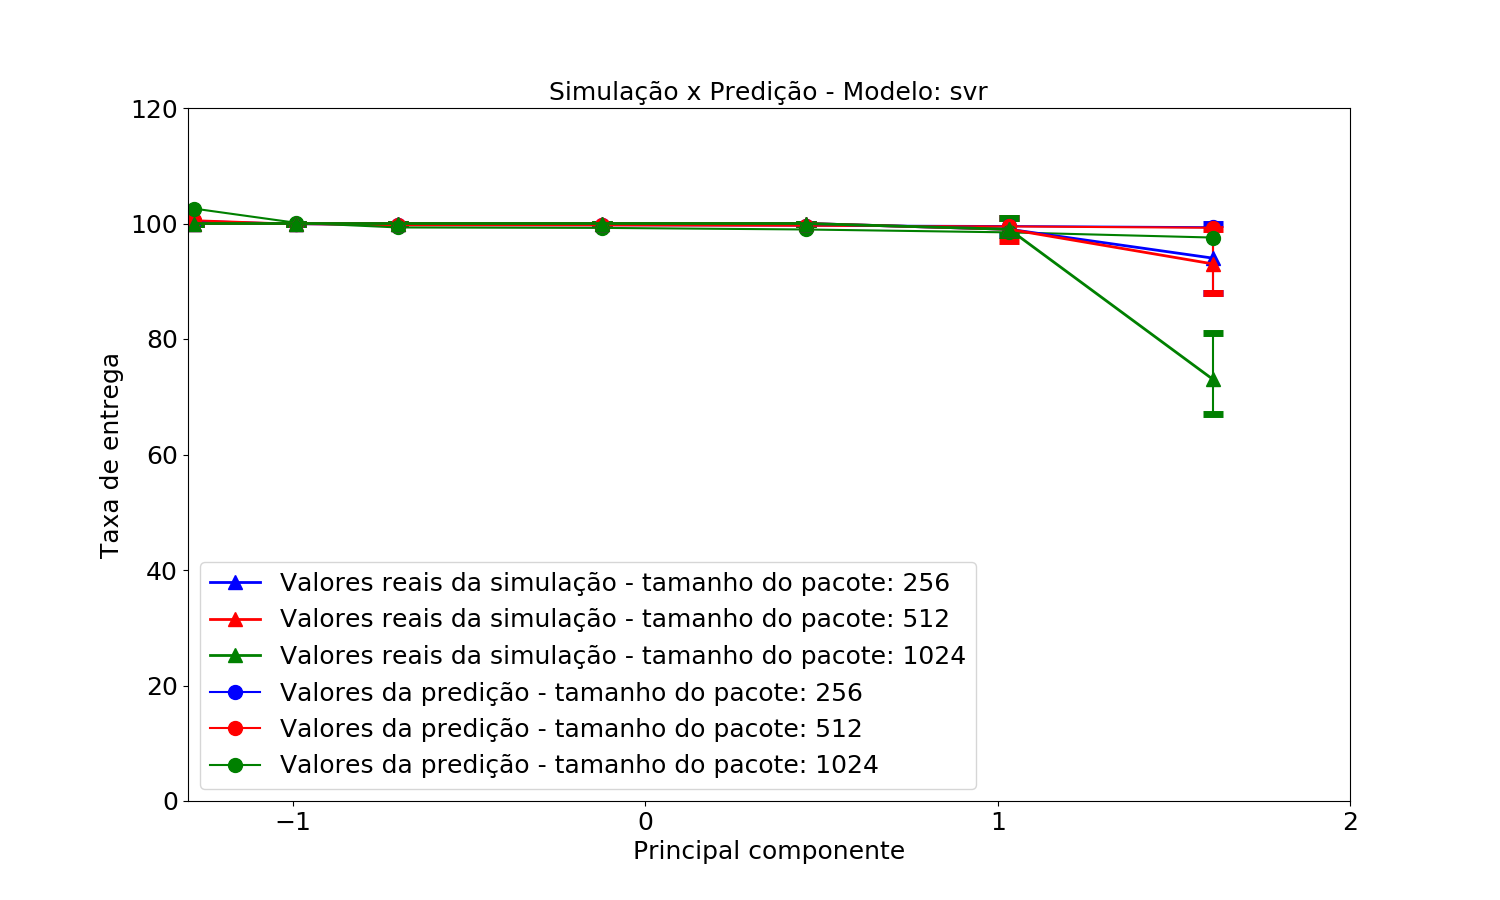 Simulação x Predição - Modelo: svr
120
100
80
60
40
20
0
Taxa de entrega
Valores reais da simulação - tamanho do pacote: 256
Valores reais da simulação - tamanho do pacote: 512
Valores reais da simulação - tamanho do pacote: 1024
Valores da predição - tamanho do pacote: 256
Valores da predição - tamanho do pacote: 512
Valores da predição - tamanho do pacote: 1024
−1 0 1 2
Principal componente